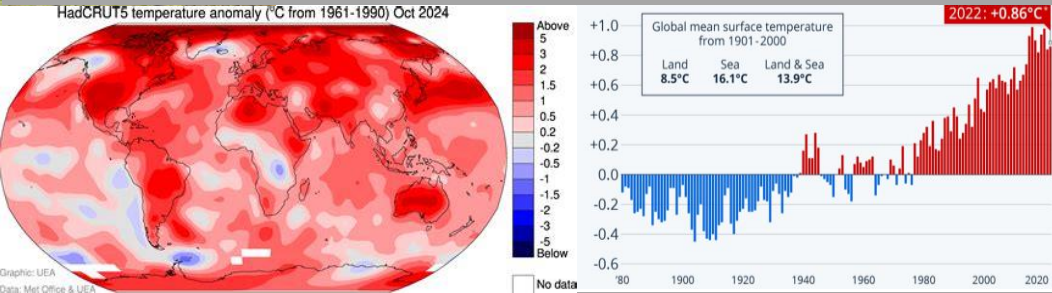 HadCRUT5 temperature anomaly (°C from 1961-1990) Oct 2024
Above
5
3
2
1.5
1
0.5
0.2
-0.2
-0.5
-1
-1.5
-2
-3
-5
Below
No data
Graphic: UEA
Data: Met Office & UEA
2022: +0.86°C
Global mean surface temperature
from 1901-2000
Land Sea Land & Sea
8.5°C 16.1°C 13.9°C
+1.0
+0.8
+0.6
+0.4
+0.2
0.0
-0.2
-0.4
-0.6
'80 1900 1920 1940 1960 1980 2000 2020